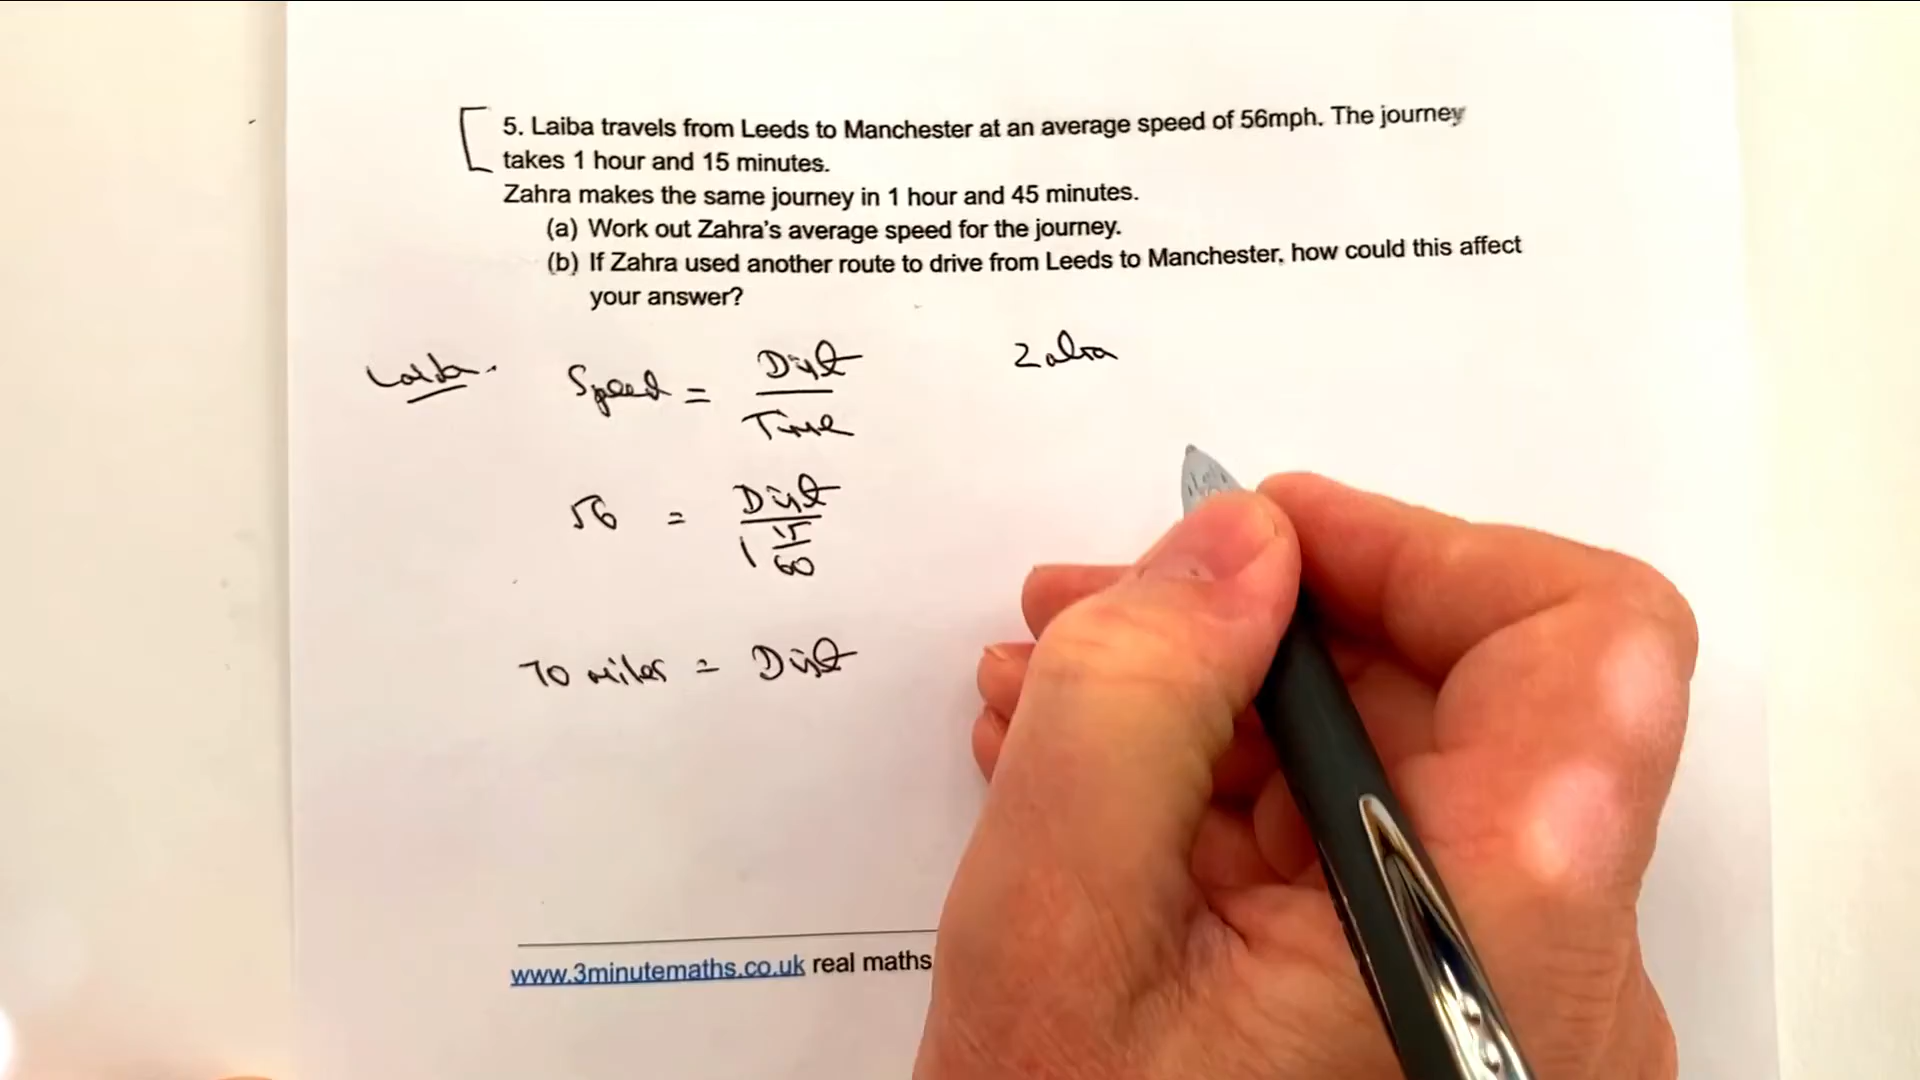 5. Laiba travels from Leeds to Manchester at an average speed of 56mph. The journey
takes 1 hour and 15 minutes.
Zahra makes the same journey in 1 hour and 45 minutes.
(a) Work out Zahra's average speed for the journey.
(b) If Zahra used another route to drive from Leeds to Manchester, how could this affect
your answer?
Laiba. Speed = Dist
Time
Zahra
56 = Dist
1 15
60
70 miles = Dist
www.3minutemaths.co.uk real maths